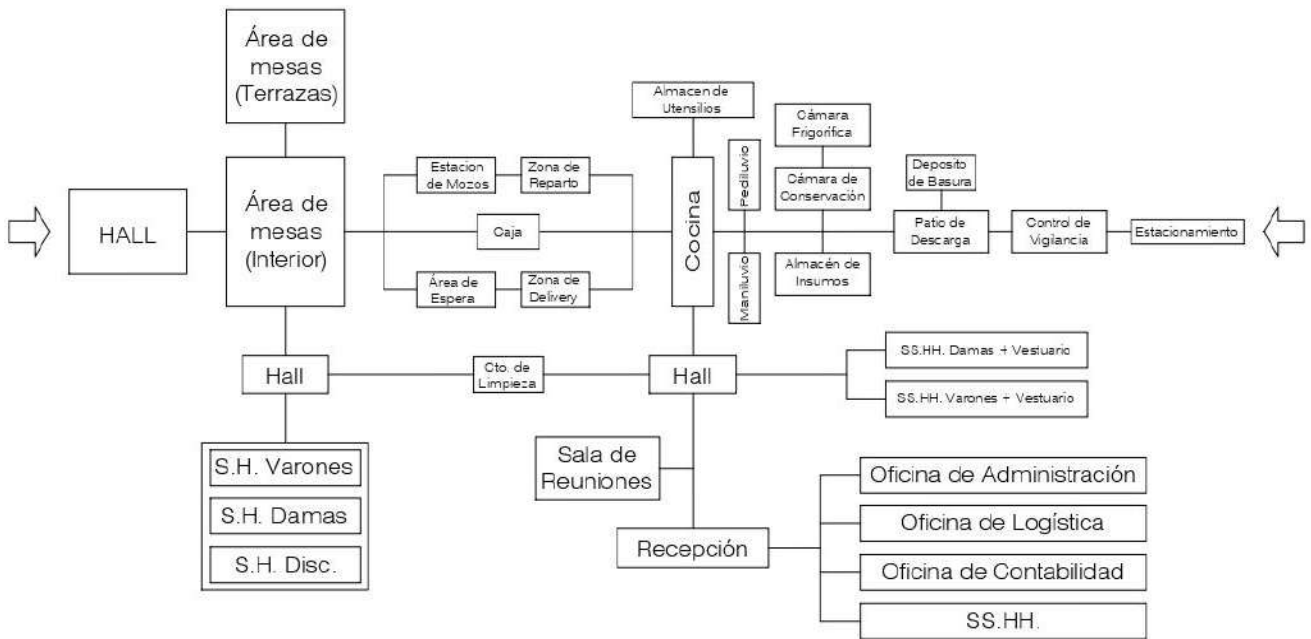 Área de
mesas
(Terrazas)
Almacen de
Utensilios
Cámara
Frigorífica
Pediluvio
Estacion
de Mozos
Zona de
Reparto
Deposito
de Basura
Cámara de
Conservación
HALL
Área de
mesas
(Interior)
Caja
Cocina
Patio de
Descarga
Control de
Vigilancia
Estacionamiento
Área de
Espera
Zona de
Delivery
Maniluvio
Almacén de
Insumos
Hall
Cto. de
Limpieza
Hall
SS.HH. Damas + Vestuario
SS.HH. Varones + Vestuario
S.H. Varones
S.H. Damas
S.H. Disc.
Sala de
Reuniones
Recepción
Oficina de Administración
Oficina de Logística
Oficina de Contabilidad
SS.HH.